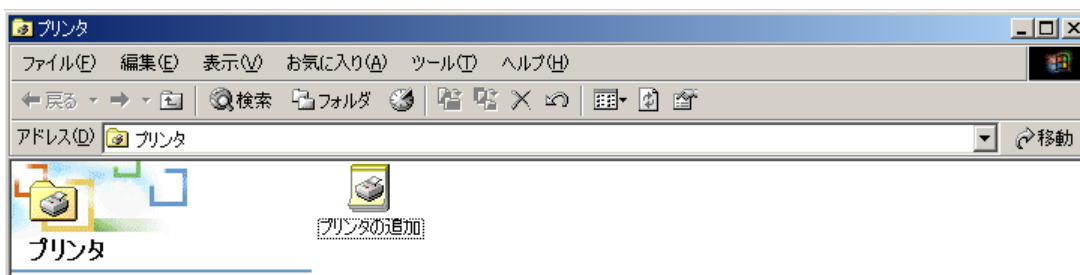 プリンタ
ファイル(F) 編集(E) 表示(V) お気に入り(A) ツール(T) ヘルプ(H)
戻る 検索 フォルダ
アドレス(D) プリンタ 移動
プリンタの追加
プリンタ